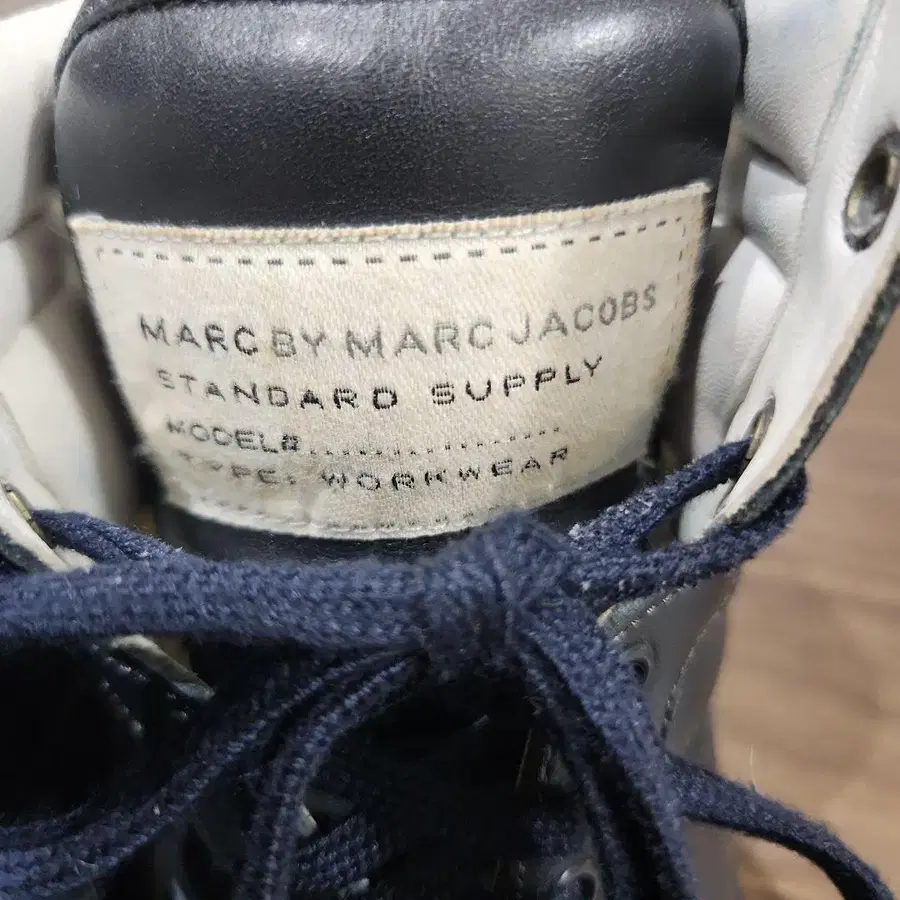 MARC BY MARC JACOBS
STANDARD SUPPLY
MODEL#..................
TYPE: WORKWEAR